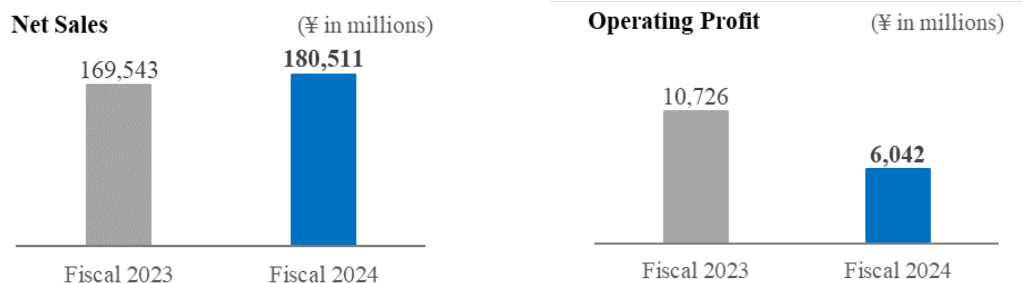 Net Sales (¥ in millions)
169,543
180,511
Fiscal 2023
Fiscal 2024
Operating Profit (¥ in millions)
10,726
6,042
Fiscal 2023
Fiscal 2024